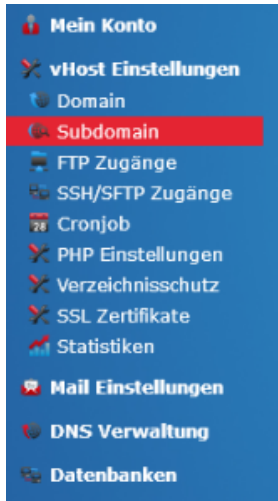 Mein Konto
vHost Einstellungen
Domain
Subdomain
FTP Zugänge
SSH/SFTP Zugänge
28
Cronjob
PHP Einstellungen
Verzeichnisschutz
SSL Zertifikate
Statistiken
Mail Einstellungen
DNS Verwaltung
Datenbanken